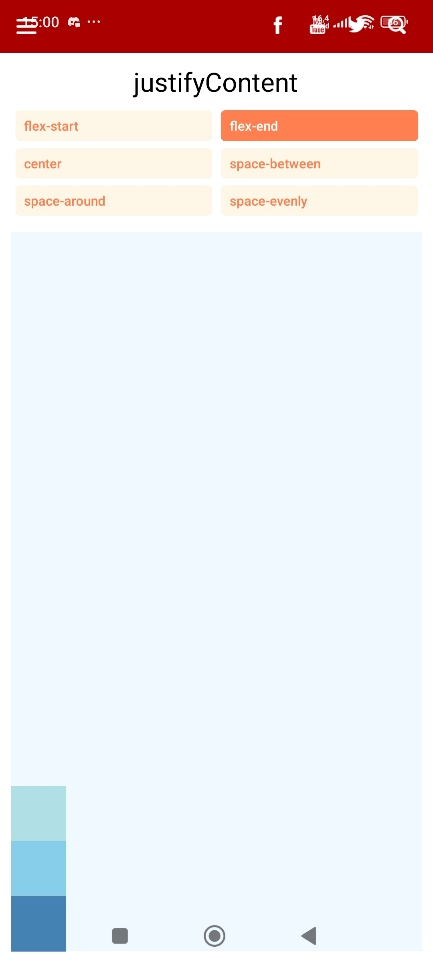 15:00
justifyContent
flex-start
flex-end
center
space-between
space-around
space-evenly